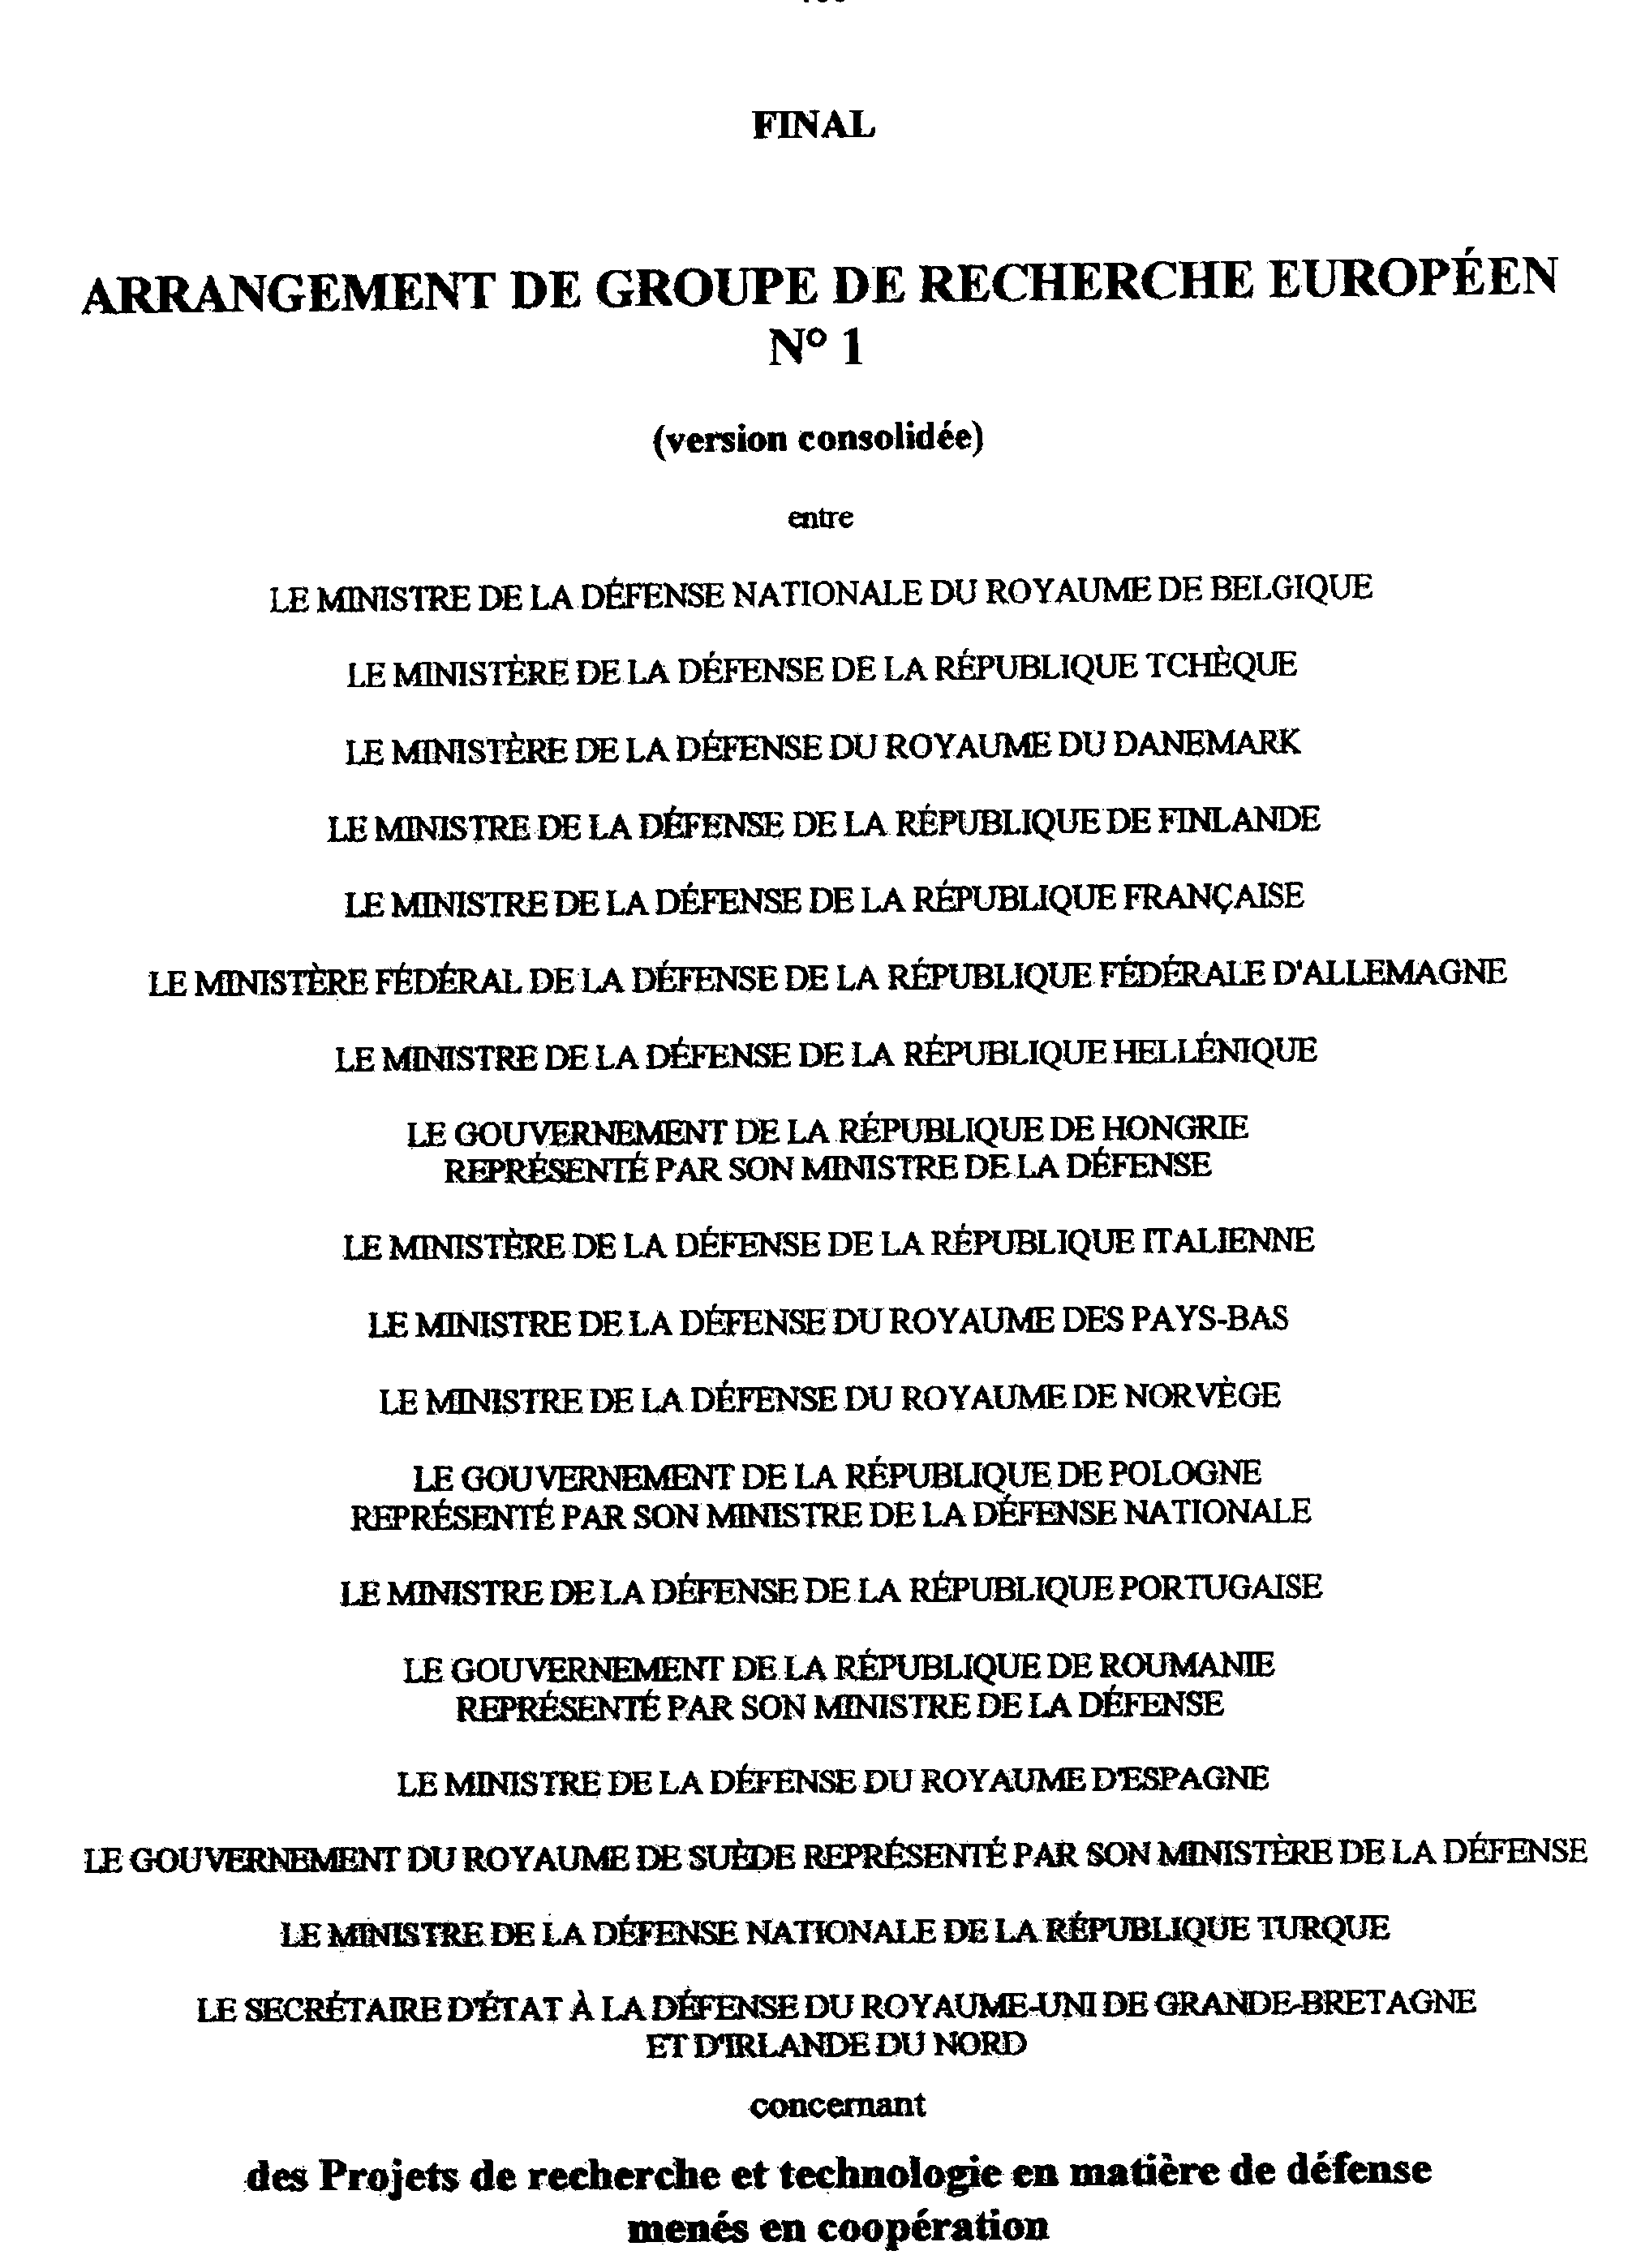 FINAL
ARRANGEMENT DE GROUPE DE RECHERCHE EUROPÉEN
N° 1
(version consolidée)
entre
LE MINISTRE DE LA DÉFENSE NATIONALE DU ROYAUME DE BELGIQUE
LE MINISTÈRE DE LA DÉFENSE DE LA RÉPUBLIQUE TCHÈQUE
LE MINISTÈRE DE LA DÉFENSE DU ROYAUME DU DANEMARK
LE MINISTRE DE LA DÉFENSE DE LA RÉPUBLIQUE DE FINLANDE
LE MINISTRE DE LA DÉFENSE DE LA RÉPUBLIQUE FRANÇAISE
LE MINISTÈRE FÉDÉRAL DE LA DÉFENSE DE LA RÉPUBLIQUE FÉDÉRALE D'ALLEMAGNE
LE MINISTRE DE LA DÉFENSE DE LA RÉPUBLIQUE HELLÉNIQUE
LE GOUVERNEMENT DE LA RÉPUBLIQUE DE HONGRIE
REPRÉSENTÉ PAR SON MINISTRE DE LA DÉFENSE
LE MINISTÈRE DE LA DÉFENSE DE LA RÉPUBLIQUE ITALIENNE
LE MINISTRE DE LA DÉFENSE DU ROYAUME DES PAYS-BAS
LE MINISTRE DE LA DÉFENSE DU ROYAUME DE NORVÈGE
LE GOUVERNEMENT DE LA RÉPUBLIQUE DE POLOGNE
REPRÉSENTÉ PAR SON MINISTRE DE LA DÉFENSE NATIONALE
LE MINISTRE DE LA DÉFENSE DE LA RÉPUBLIQUE PORTUGAISE
LE GOUVERNEMENT DE LA RÉPUBLIQUE DE ROUMANIE
REPRÉSENTÉ PAR SON MINISTRE DE LA DÉFENSE
LE MINISTRE DE LA DÉFENSE DU ROYAUME D'ESPAGNE
LE GOUVERNEMENT DU ROYAUME DE SUÈDE REPRÉSENTÉ PAR SON MINISTÈRE DE LA DÉFENSE
LE MINISTRE DE LA DÉFENSE NATIONALE DE LA RÉPUBLIQUE TURQUE
LE SECRÉTAIRE D'ÉTAT À LA DÉFENSE DU ROYAUME-UNI DE GRANDE-BRETAGNE
ET D'IRLANDE DU NORD
concernant
des Projets de recherche et technologie en matière de défense
menés en coopération